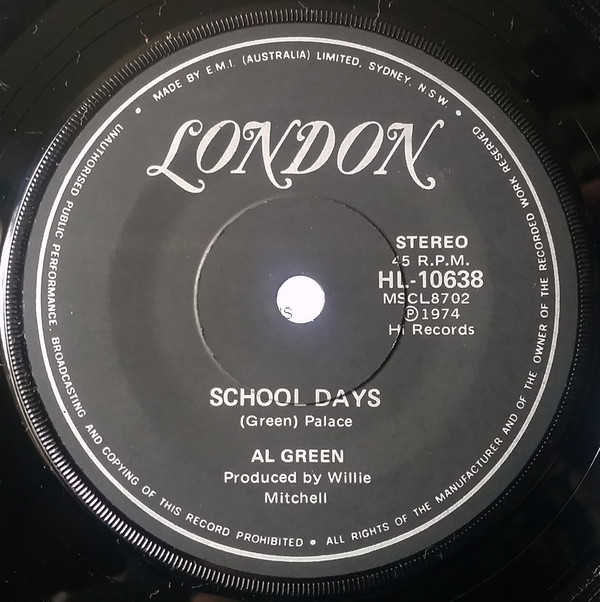 MADE BY E.M.I. (AUSTRALIA) LIMITED, SYDNEY, N.S.W. •
UNAUTHORISED PUBLIC PERFORMANCE, BROADCASTING AND COPYING OF THIS RECORD PROHIBITED • ALL RIGHTS OF THE MANUFACTURER AND OF THE OWNER OF THE RECORDED WORK RESERVED •
LONDON
STEREO
45 R.P.M.
HL-10638
MSCL8702
Ⓟ1974
Hi Records
SCHOOL DAYS
(Green) Palace
AL GREEN
Produced by Willie
Mitchell